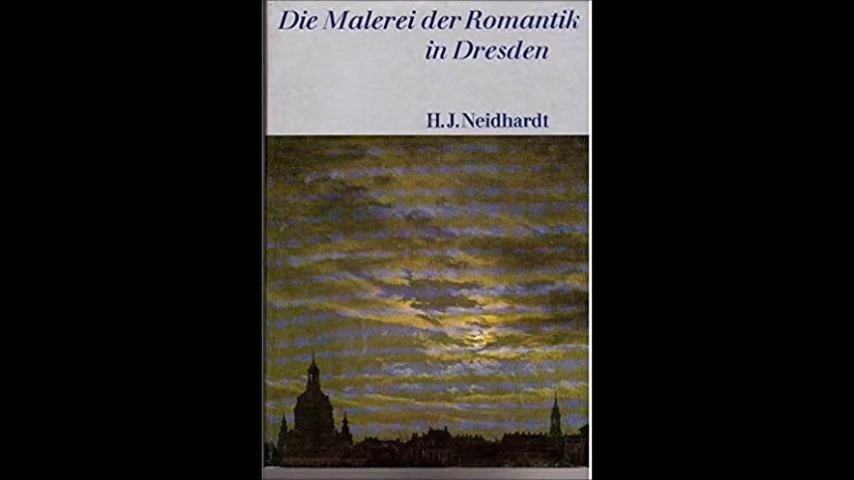 Die Malerei der Romantik
in Dresden
H. J. Neidhardt